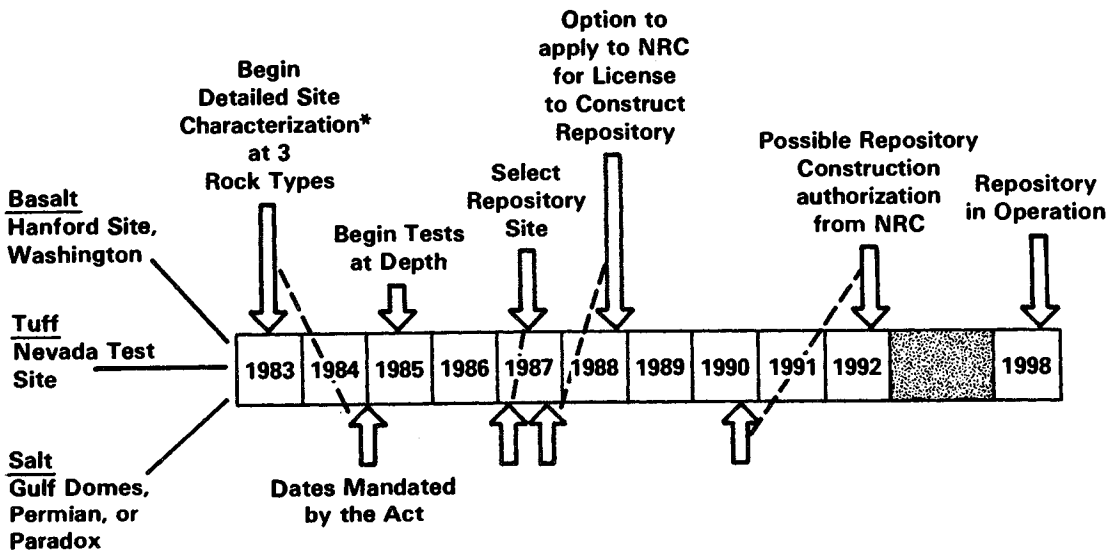 Option to
apply to NRC
for License
to Construct
Repository
Begin
Detailed Site
Characterization*
at 3
Rock Types
Begin Tests
at Depth
Select
Repository
Site
Possible Repository
Construction
authorization
from NRC
Repository
in Operation
Basalt
Hanford Site,
Washington
Tuff
Nevada Test
Site
Salt
Gulf Domes,
Permian, or
Paradox
1983 1984 1985 1986 1987 1988 1989 1990 1991 1992 1998
Dates Mandated
by the Act